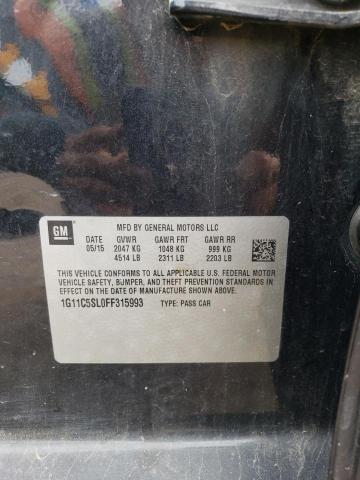 GM
MFD BY GENERAL MOTORS LLC
DATE GVWR GAWR FRT GAWR RR
05/15 2047 KG 1048 KG 999 KG
4514 LB 2311 LB 2203 LB
THIS VEHICLE CONFORMS TO ALL APPLICABLE U.S. FEDERAL MOTOR
VEHICLE SAFETY, BUMPER, AND THEFT PREVENTION STANDARDS
IN EFFECT ON THE DATE OF MANUFACTURE SHOWN ABOVE.
1G11C5SL0FF315993 TYPE: PASS CAR